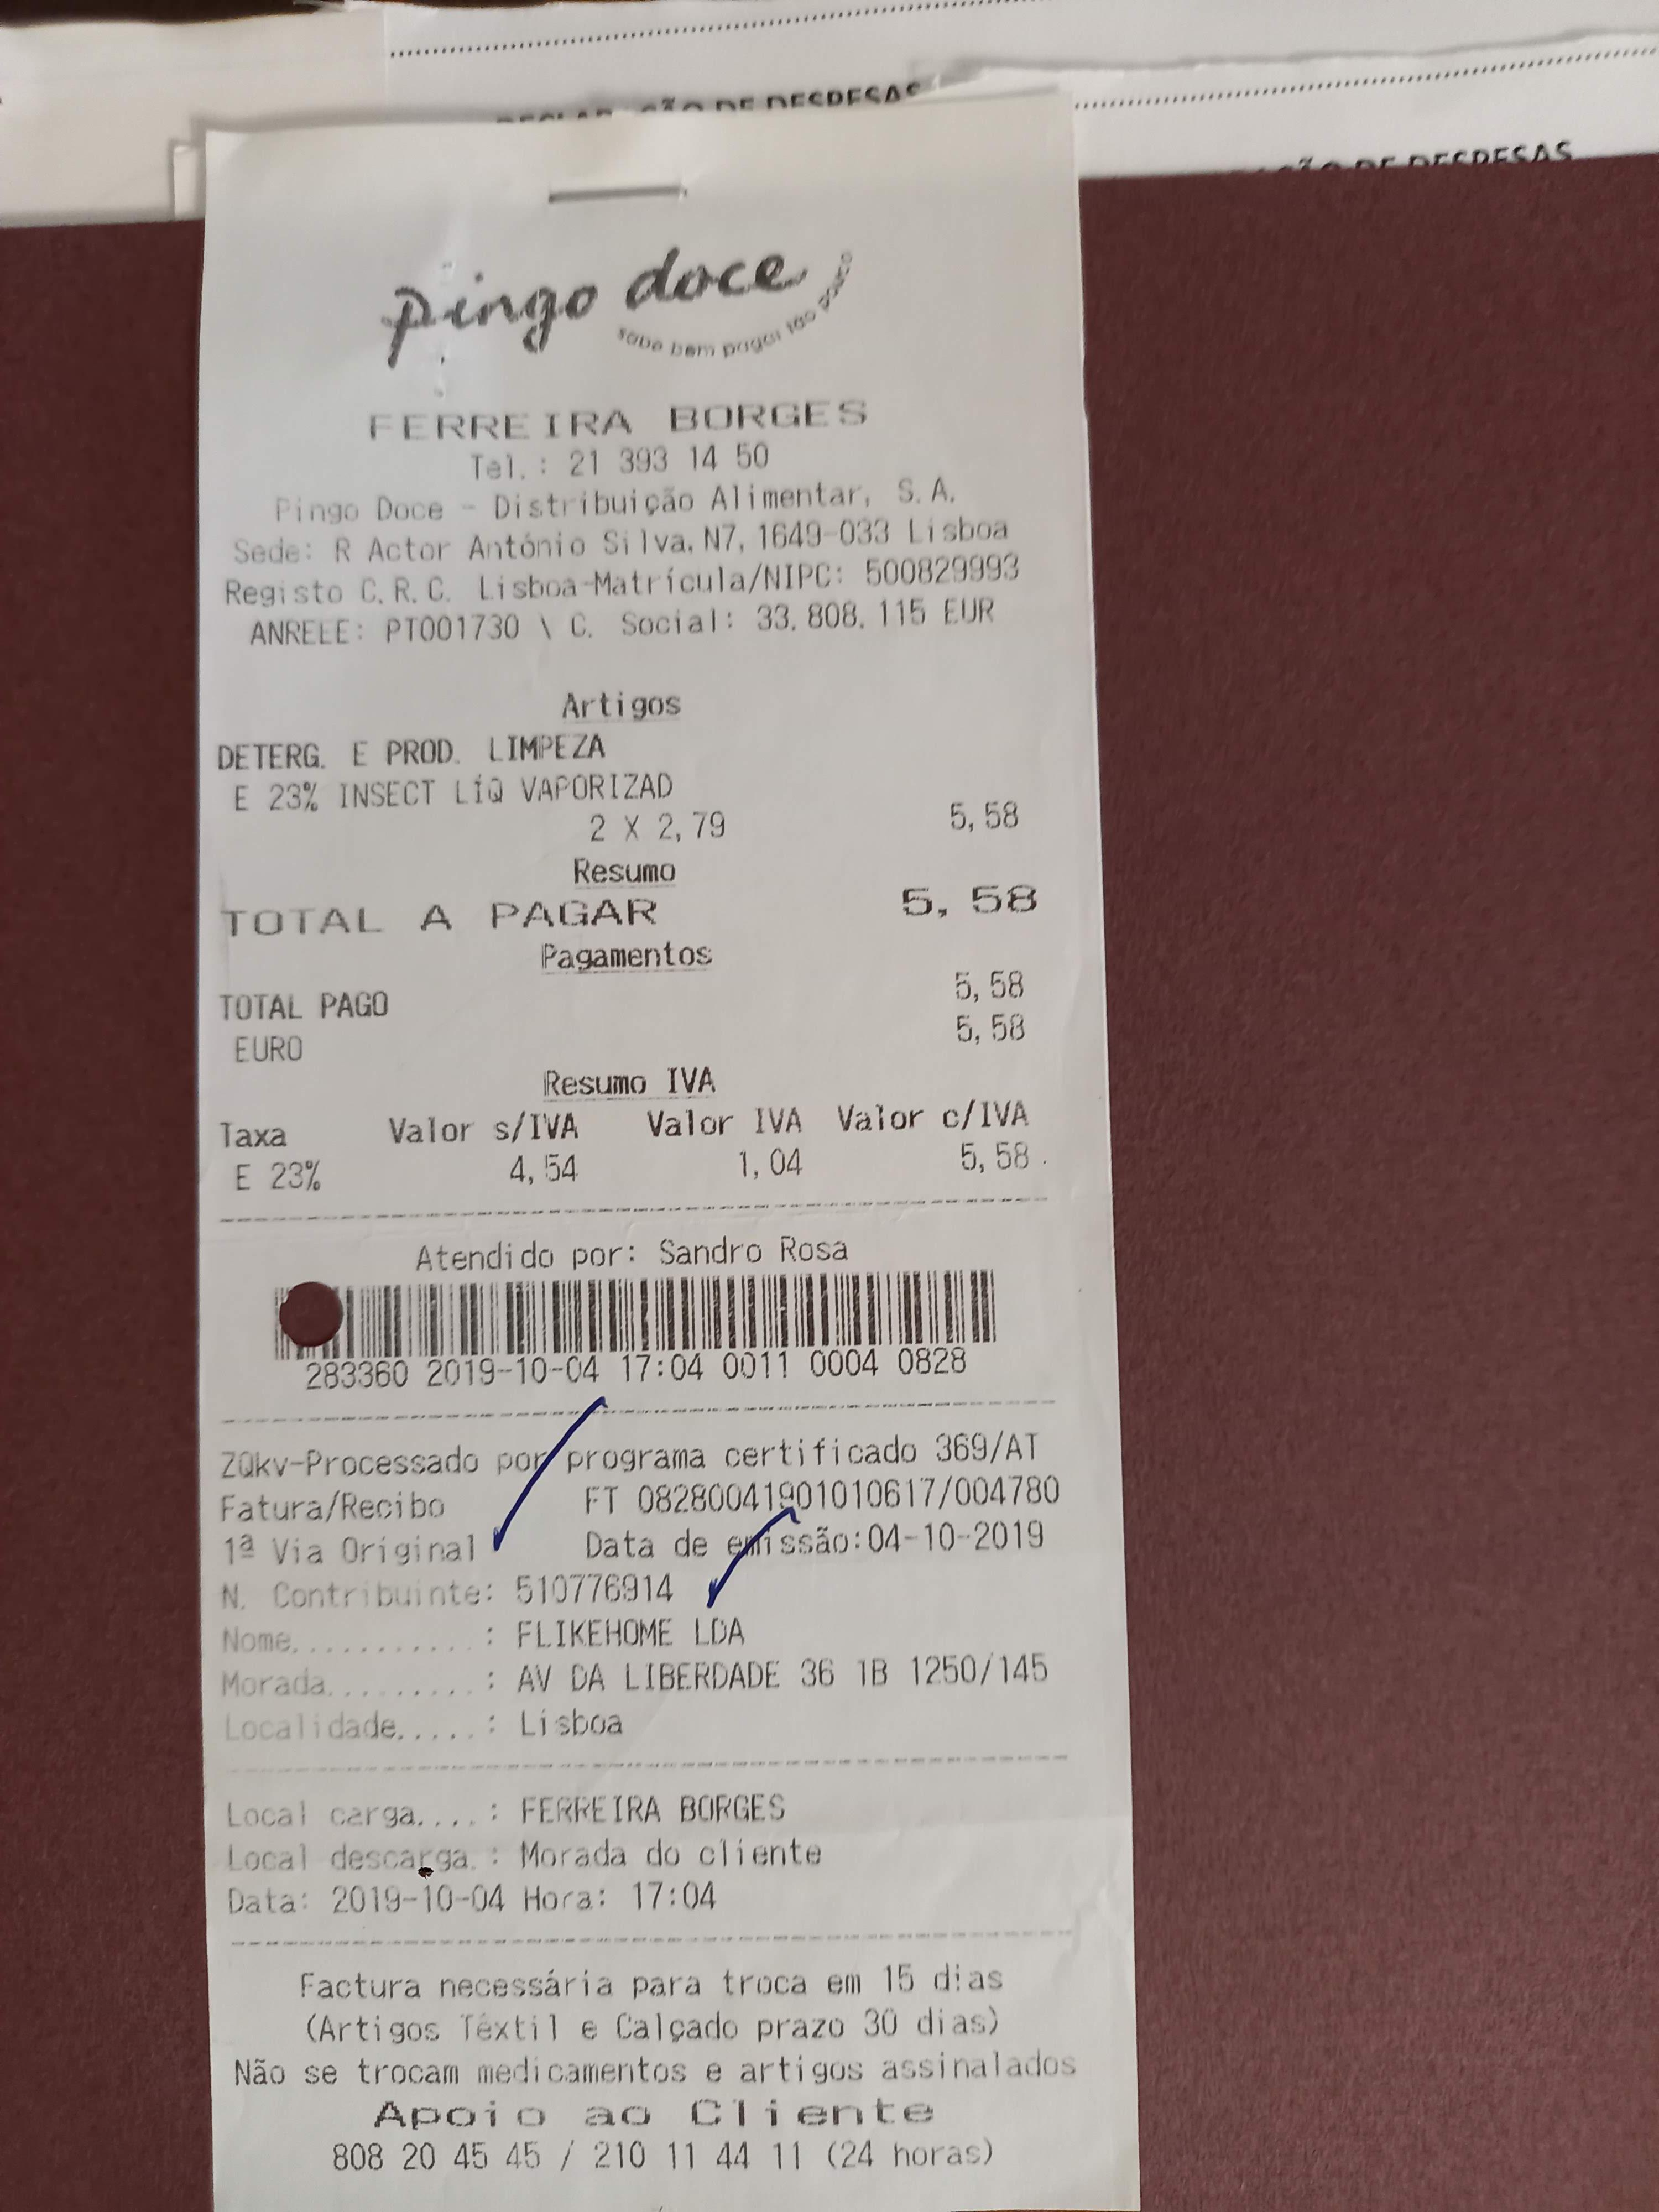 DE DESPESAS
DE DESPESAS
pingo doce
sabe bem pagar tão pouco
FERREIRA BORGES
Tel.: 21 393 14 50
Pingo Doce - Distribuição Alimentar, S.A.
Sede: R Actor António Silva, N7, 1649-033 Lisboa
Registo C.R.C. Lisboa-Matrícula/NIPC: 500829993
ANRELE: PT001730 \ C. Social: 33.808.115 EUR
Artigos
DETERG. E PROD. LIMPEZA
E 23% INSECT LÍQ VAPORIZAD
2 X 2,79 5,58
Resumo
TOTAL A PAGAR 5,58
Pagamentos
TOTAL PAGO 5,58
EURO 5,58
Resumo IVA
Taxa Valor s/IVA Valor IVA Valor c/IVA
E 23% 4,54 1,04 5,58
Atendido por: Sandro Rosa
283360 2019-10-04 17:04 0011 0004 0828
ZQkv-Processado por programa certificado 369/AT
Fatura/Recibo FT 08280041901010617/004780
1ª Via Original Data de emissão:04-10-2019
N. Contribuinte: 510776914
Nome...........: FLIKEHOME LDA
Morada.........: AV DA LIBERDADE 36 1B 1250/145
Localidade.....: Lisboa
Local carga....: FERREIRA BORGES
Local descarga.: Morada do cliente
Data: 2019-10-04 Hora: 17:04
Factura necessária para troca em 15 dias
(Artigos Têxtil e Calçado prazo 30 dias)
Não se trocam medicamentos e artigos assinalados
Apoio ao Cliente
808 20 45 45 / 210 11 44 11 (24 horas)